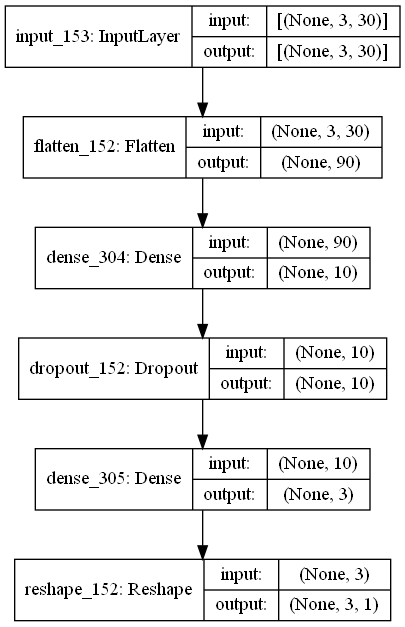 input_153: InputLayer
input: [(None, 3, 30)]
output: [(None, 3, 30)]
flatten_152: Flatten
input: (None, 3, 30)
output: (None, 90)
dense_304: Dense
input: (None, 90)
output: (None, 10)
dropout_152: Dropout
input: (None, 10)
output: (None, 10)
dense_305: Dense
input: (None, 10)
output: (None, 3)
reshape_152: Reshape
input: (None, 3)
output: (None, 3, 1)